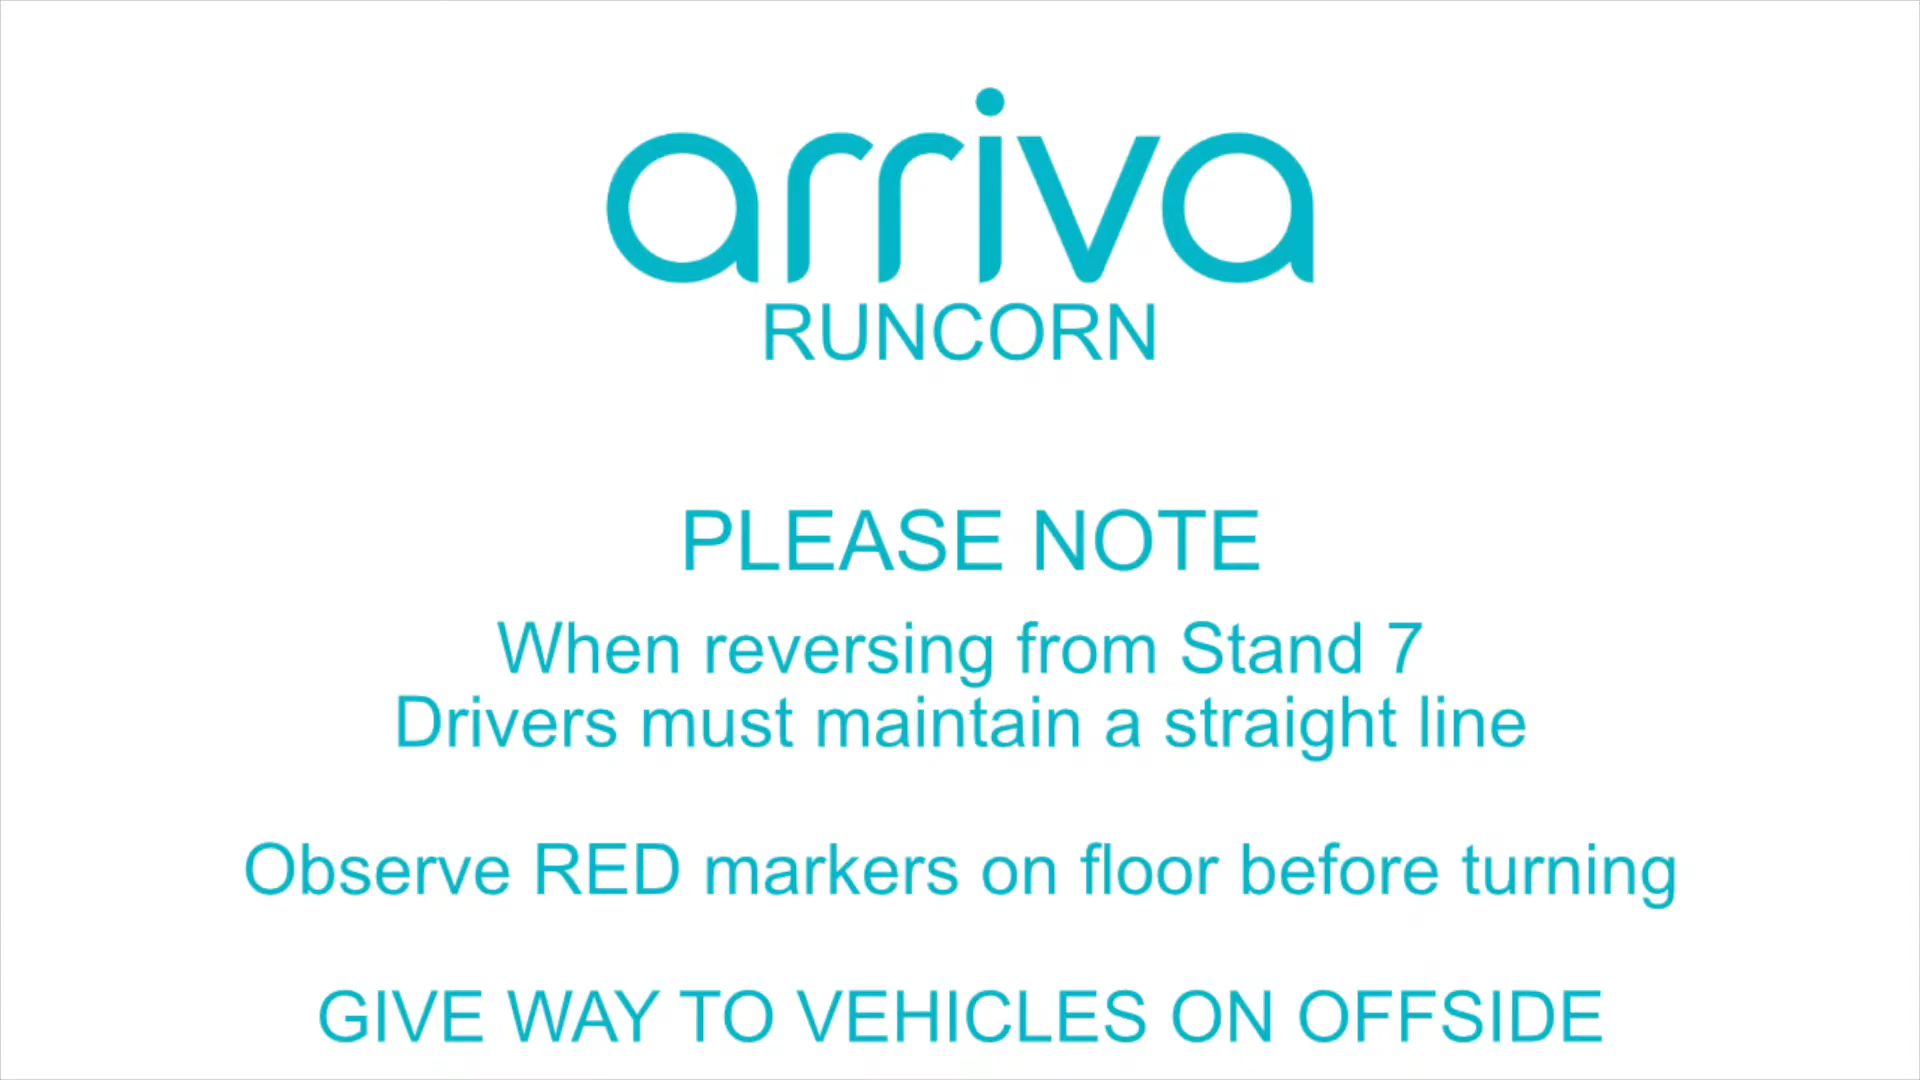 arriva
RUNCORN
PLEASE NOTE
When reversing from Stand 7
Drivers must maintain a straight line
Observe RED markers on floor before turning
GIVE WAY TO VEHICLES ON OFFSIDE